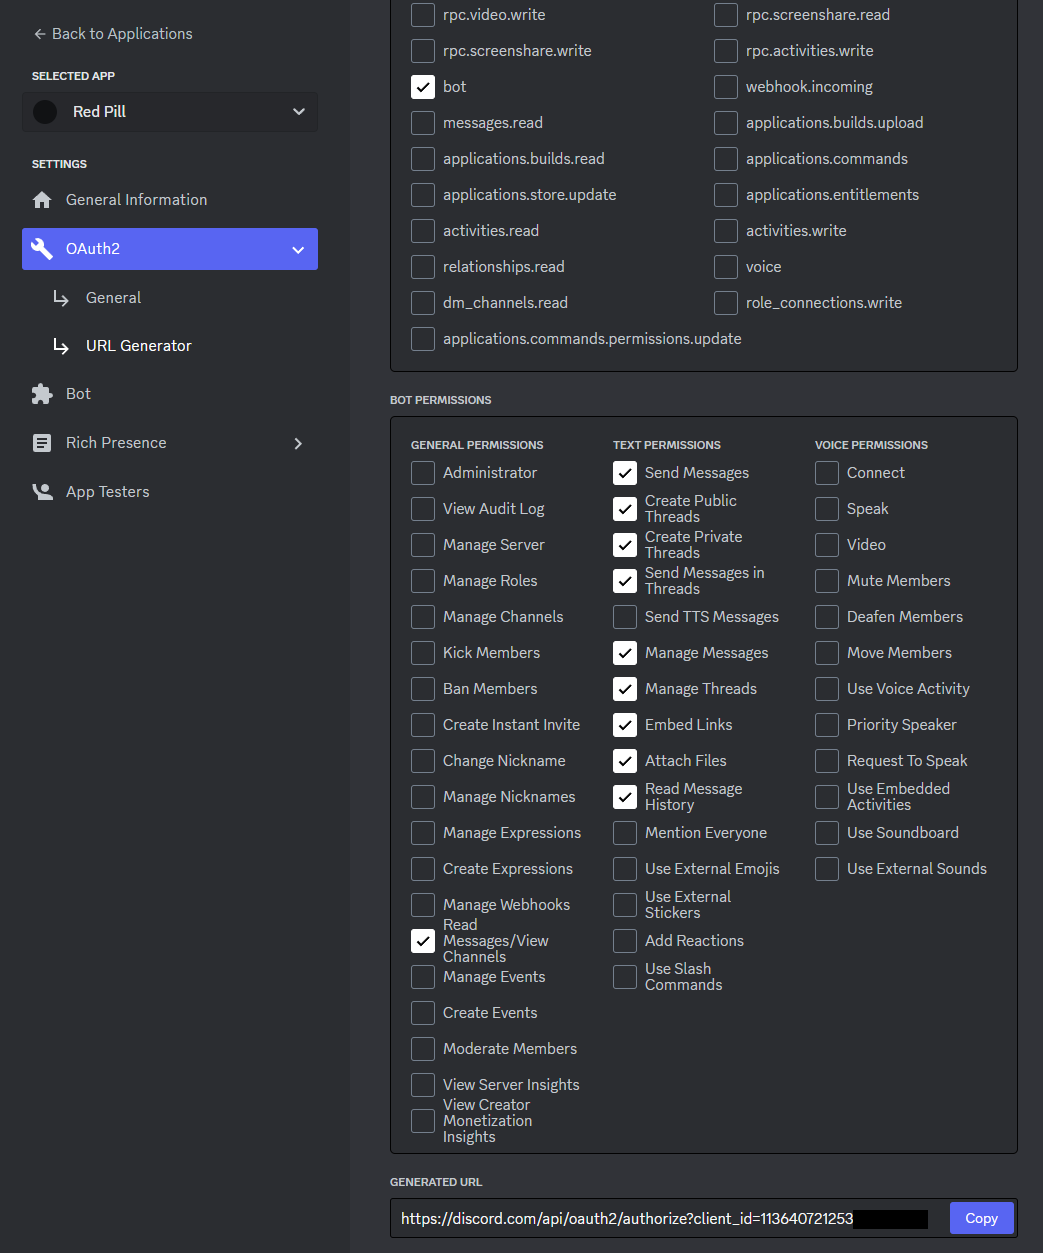 Back to Applications
SELECTED APP
Red Pill
SETTINGS
General Information
OAuth2
General
URL Generator
Bot
Rich Presence
App Testers
rpc.video.write
rpc.screenshare.read
rpc.screenshare.write
rpc.activities.write
bot
webhook.incoming
messages.read
applications.builds.upload
applications.builds.read
applications.commands
applications.store.update
applications.entitlements
activities.read
activities.write
relationships.read
voice
dm_channels.read
role_connections.write
applications.commands.permissions.update
BOT PERMISSIONS
GENERAL PERMISSIONS
Administrator
View Audit Log
Manage Server
Manage Roles
Manage Channels
Kick Members
Ban Members
Create Instant Invite
Change Nickname
Manage Nicknames
Manage Expressions
Create Expressions
Manage Webhooks
Read
Messages/View
Channels
Manage Events
Create Events
Moderate Members
View Server Insights
View Creator
Monetization
Insights
TEXT PERMISSIONS
Send Messages
Create Public
Threads
Create Private
Threads
Send Messages in
Threads
Send TTS Messages
Manage Messages
Manage Threads
Embed Links
Attach Files
Read Message
History
Mention Everyone
Use External Emojis
Use External
Stickers
Add Reactions
Use Slash
Commands
VOICE PERMISSIONS
Connect
Speak
Video
Mute Members
Deafen Members
Move Members
Use Voice Activity
Priority Speaker
Request To Speak
Use Embedded
Activities
Use Soundboard
Use External Sounds
GENERATED URL
https://discord.com/api/oauth2/authorize?client_id=113640721253
Copy